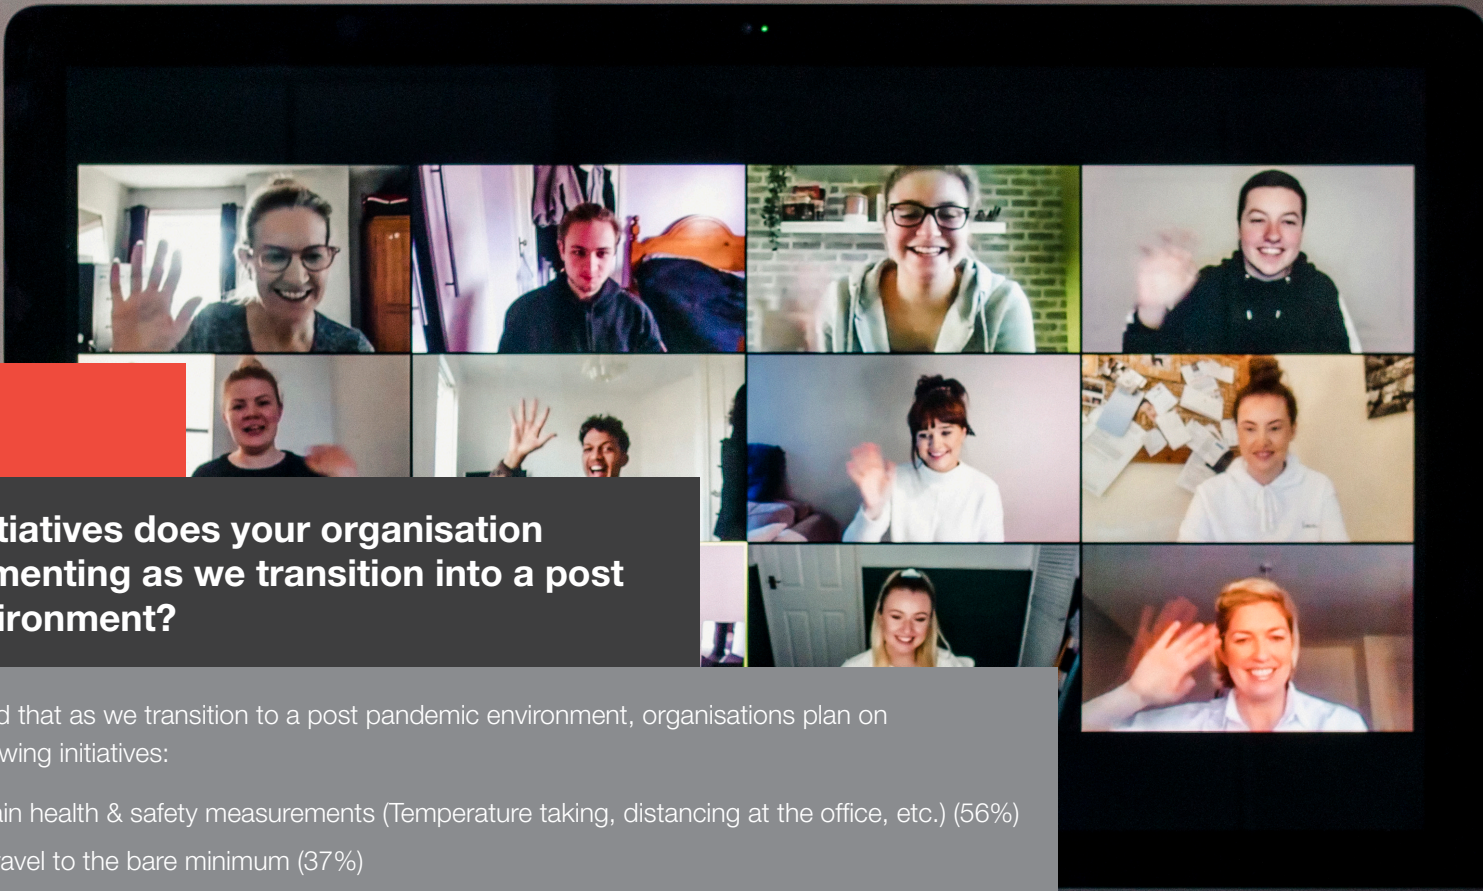 tiatives does your organisation
menting as we transition into a post
ironment?
d that as we transition to a post pandemic environment, organisations plan on
wing initiatives:
ain health & safety measurements (Temperature taking, distancing at the office, etc.) (56%)
avel to the bare minimum (37%)